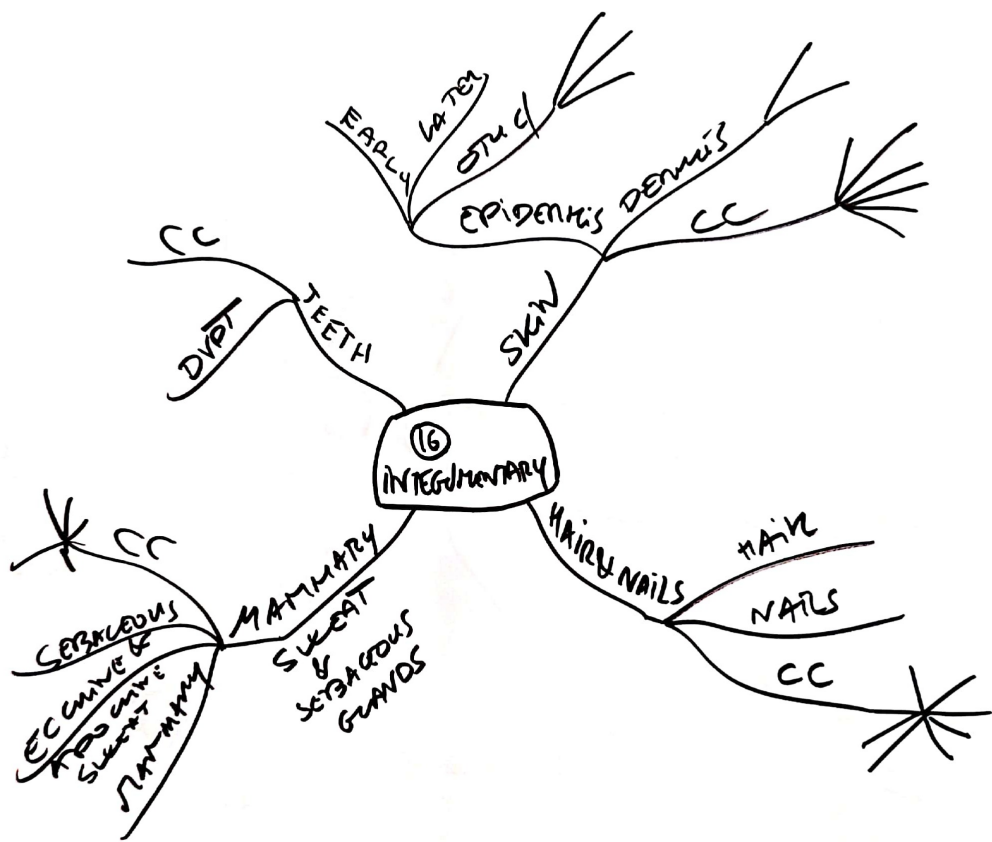 16
INTEGUMENTARY
SKIN
EPIDERMIS
EARLY
LATER
DERMIS
CC
TEETH
CC
DVPT
HAIR & NAILS
HAIR
NAILS
CC
MAMMARY
SWEAT
&
SEBACEOUS
GLANDS
CC
SEBACEOUS
ECCRINE &
APOCRINE
SWEAT
MAMMARY